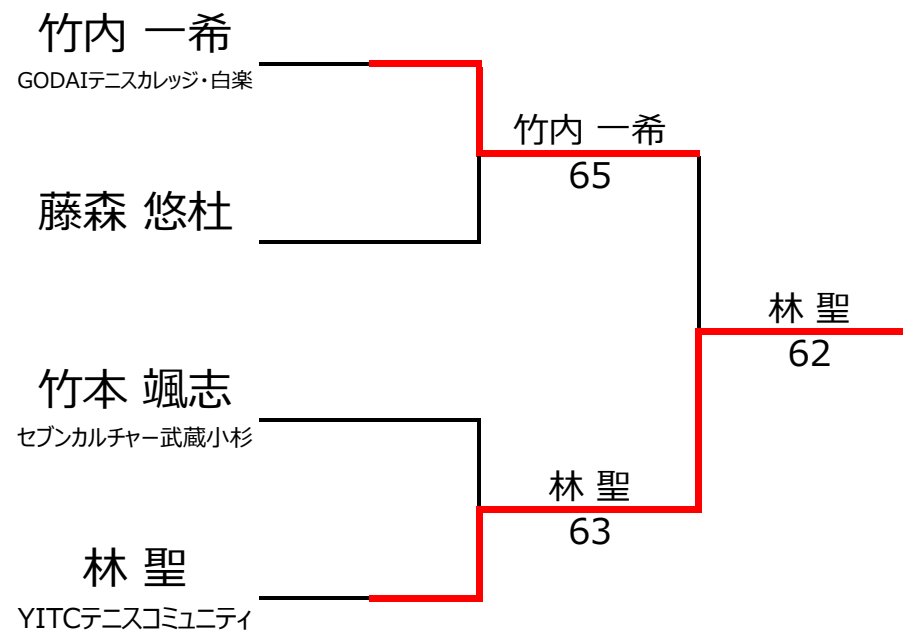 竹内 一希
GODAIテニスカレッジ・白楽
藤森 悠杜
竹本 颯志
セブンカルチャー武蔵小杉
林 聖
YITCテニスコミュニティ
竹内 一希
65
林 聖
63
林 聖
62